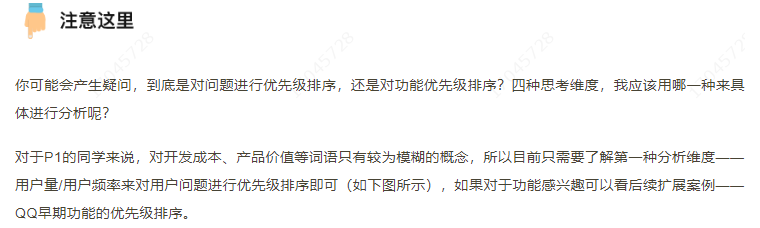 注意这里
你可能会产生疑问，到底是对问题进行优先级排序，还是对功能优先级排序？四种思考维度，我应该用哪一种来具
体进行分析呢？
对于P1的同学来说，对开发成本、产品价值等词语只有较为模糊的概念，所以目前只需要了解第一种分析维度——
用户量/用户频率来对用户问题进行优先级排序即可（如下图所示），如果对于功能感兴趣可以看后续扩展案例——
QQ早期功能的优先级排序。